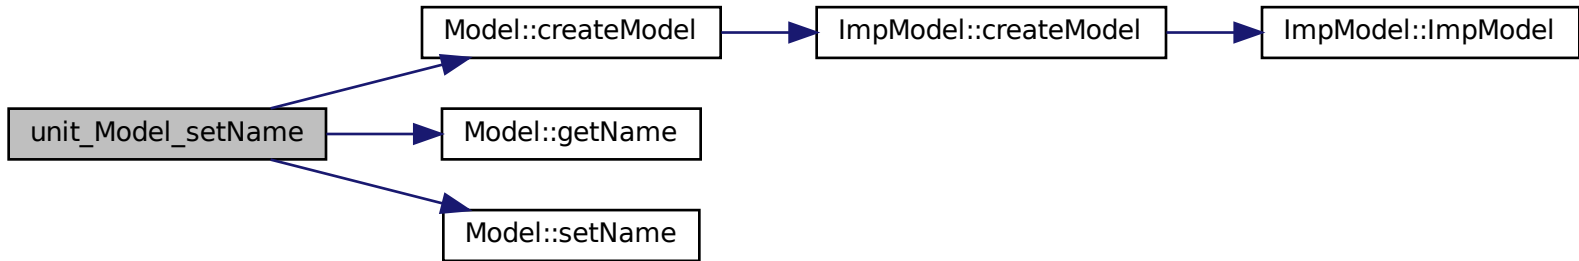 Model::createModel
ImpModel::createModel
ImpModel::ImpModel
unit_Model_setName
Model::getName
Model::setName